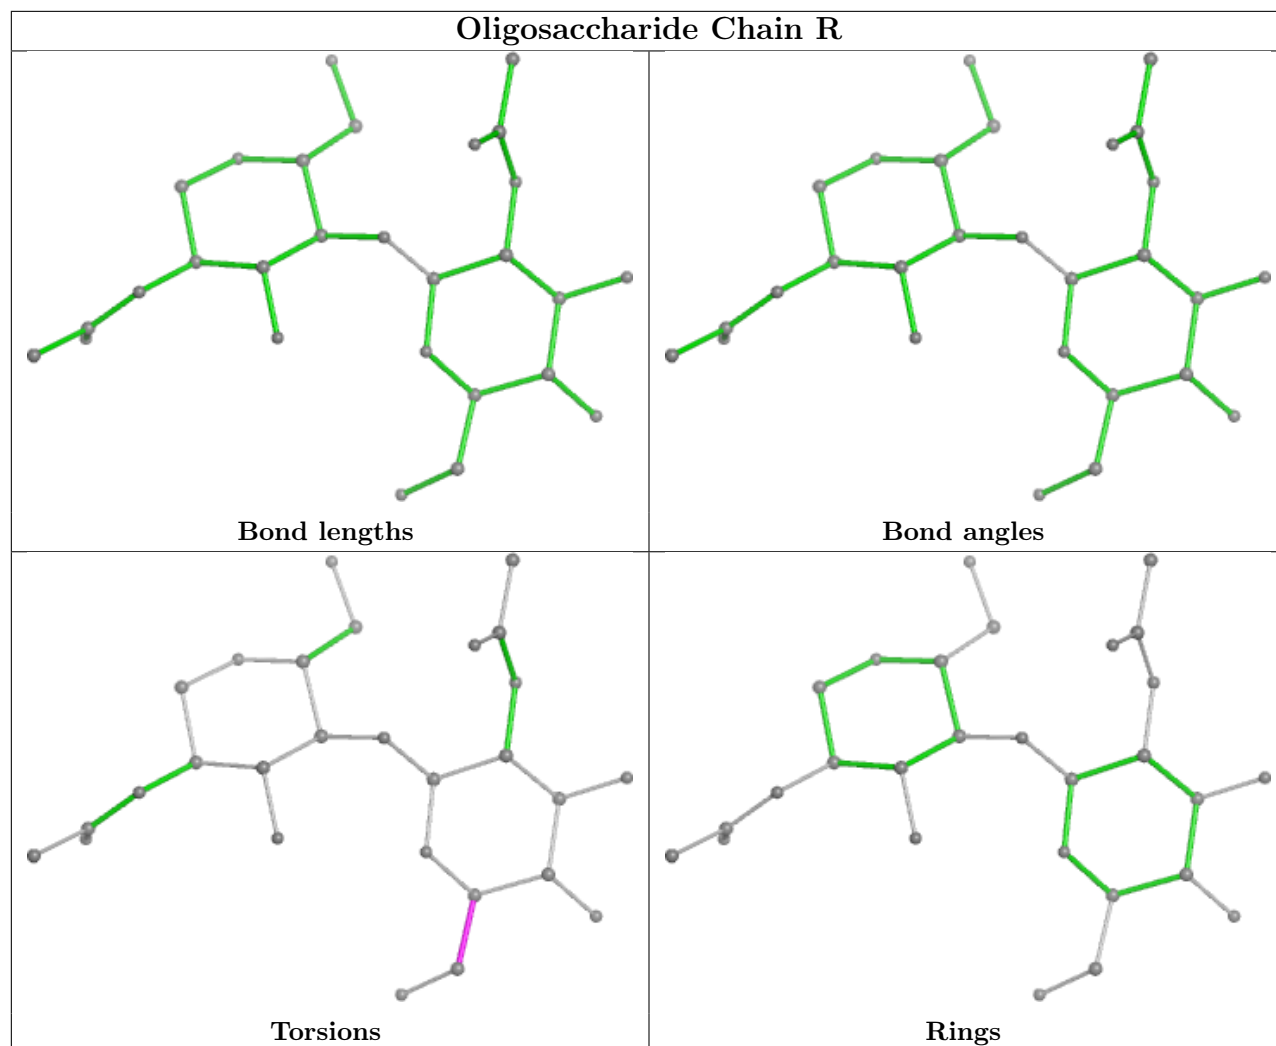 Oligosaccharide Chain R
Bond lengths
Bond angles
Torsions
Rings